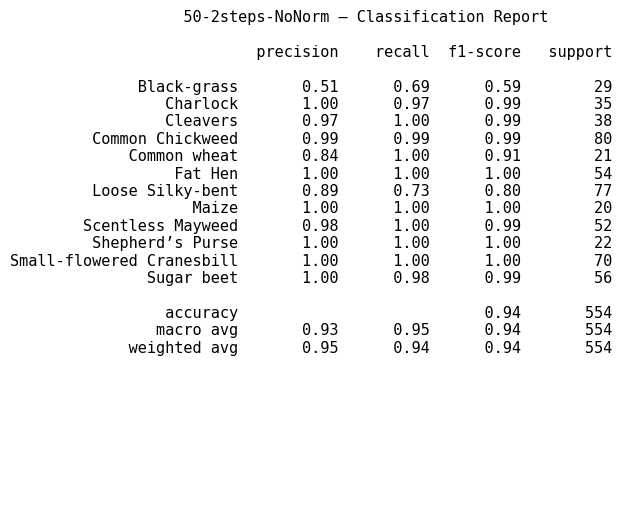 50-2steps-NoNorm — Classification Report
precision recall f1-score support
Black-grass 0.51 0.69 0.59 29
Charlock 1.00 0.97 0.99 35
Cleavers 0.97 1.00 0.99 38
Common Chickweed 0.99 0.99 0.99 80
Common wheat 0.84 1.00 0.91 21
Fat Hen 1.00 1.00 1.00 54
Loose Silky-bent 0.89 0.73 0.80 77
Maize 1.00 1.00 1.00 20
Scentless Mayweed 0.98 1.00 0.99 52
Shepherd’s Purse 1.00 1.00 1.00 22
Small-flowered Cranesbill 1.00 1.00 1.00 70
Sugar beet 1.00 0.98 0.99 56
accuracy 0.94 554
macro avg 0.93 0.95 0.94 554
weighted avg 0.95 0.94 0.94 554